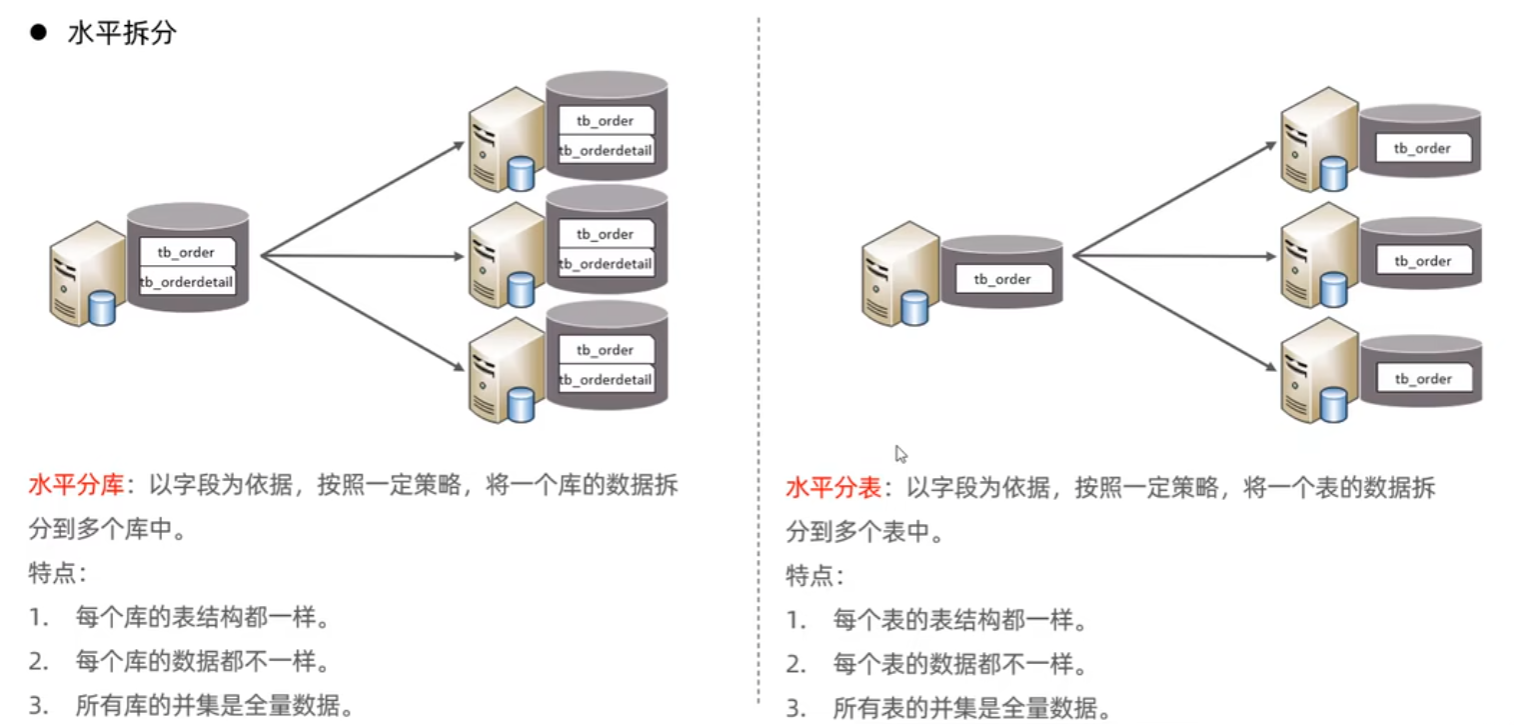 ● 水平拆分
tb_order
tb_orderdetail
tb_order
tb_orderdetail
tb_order
tb_orderdetail
tb_order
tb_orderdetail
水平分库：以字段为依据，按照一定策略，将一个库的数据拆
分到多个库中。
特点：
1. 每个库的表结构都一样。
2. 每个库的数据都不一样。
3. 所有库的并集是全量数据。
tb_order
tb_order
tb_order
tb_order
水平分表：以字段为依据，按照一定策略，将一个表的数据拆
分到多个表中。
特点：
1. 每个表的表结构都一样。
2. 每个表的数据都不一样。
3. 所有表的并集是全量数据。